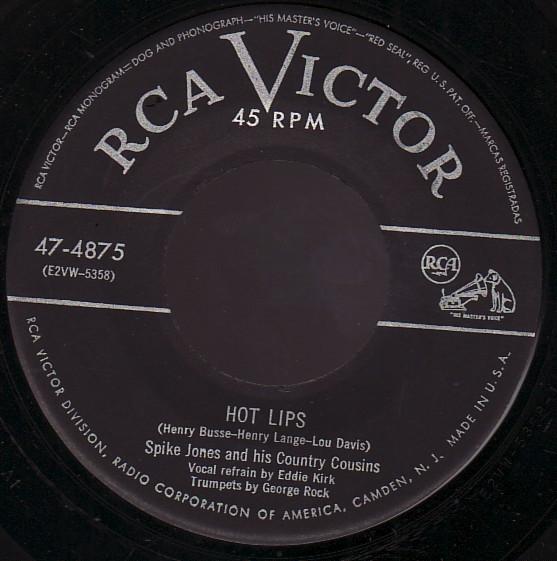 RCA VICTOR—RCA MONOGRAM—DOG AND PHONOGRAPH—"HIS MASTER'S VOICE"—"RED SEAL", REG U.S. PAT. OFF.—MARCAS REGISTRADAS
RCA VICTOR
45 RPM
47-4875
(E2VW-5358)
RCA
"HIS MASTER'S VOICE"
HOT LIPS
(Henry Busse-Henry Lange-Lou Davis)
Spike Jones and his Country Cousins
Vocal refrain by Eddie Kirk
Trumpets by George Rock
RCA VICTOR DIVISION, RADIO CORPORATION OF AMERICA, CAMDEN, N. J. MADE IN U.S.A.